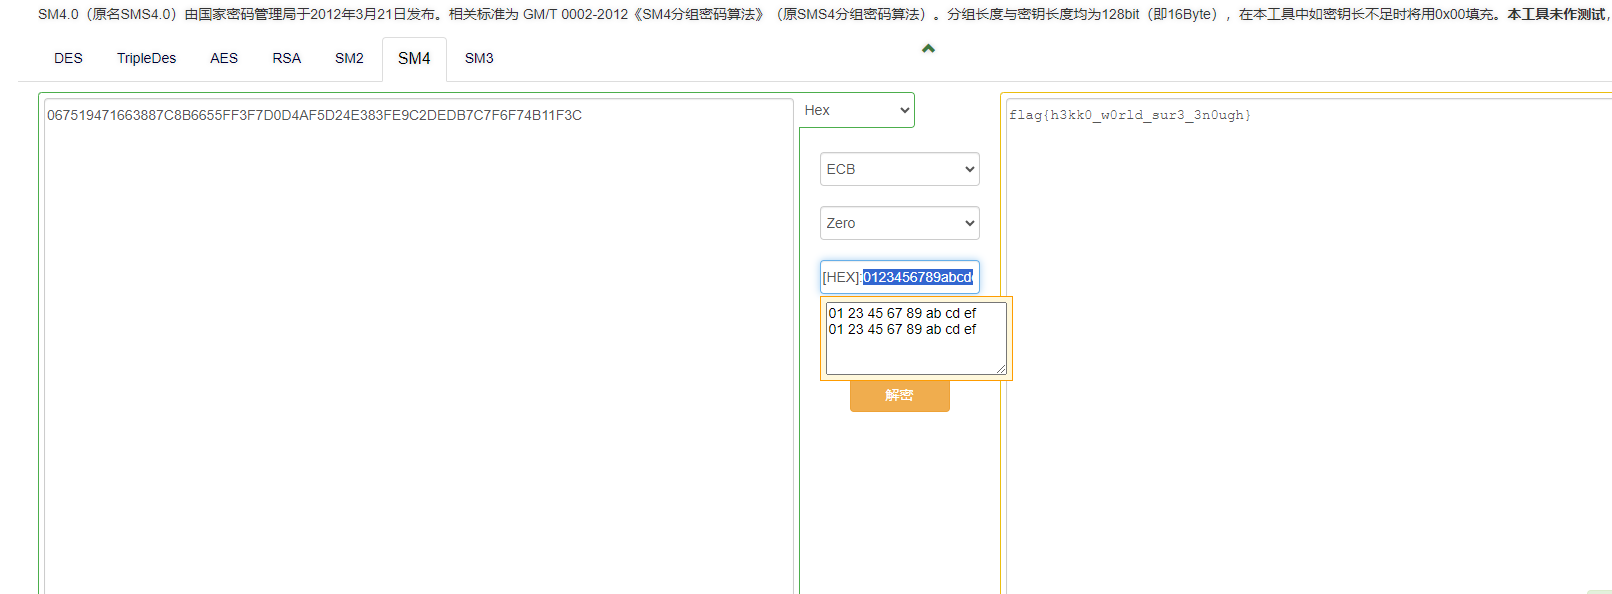 SM4.0（原名SMS4.0）由国家密码管理局于2012年3月21日发布。相关标准为 GM/T 0002-2012《SM4分组密码算法》（原SMS4分组密码算法）。分组长度与密钥长度均为128bit（即16Byte），在本工具中如密钥长不足时将用0x00填充。本工具未作测试，
DES TripleDes AES RSA SM2 SM4 SM3
067519471663887C8B6655FF3F7D0D4AF5D24E383FE9C2DEDB7C7F6F74B11F3C
Hex
flag{h3kk0_w0rld_sur3_3n0ugh}
ECB
Zero
[HEX]:0123456789abcd
01 23 45 67 89 ab cd ef
01 23 45 67 89 ab cd ef
解密